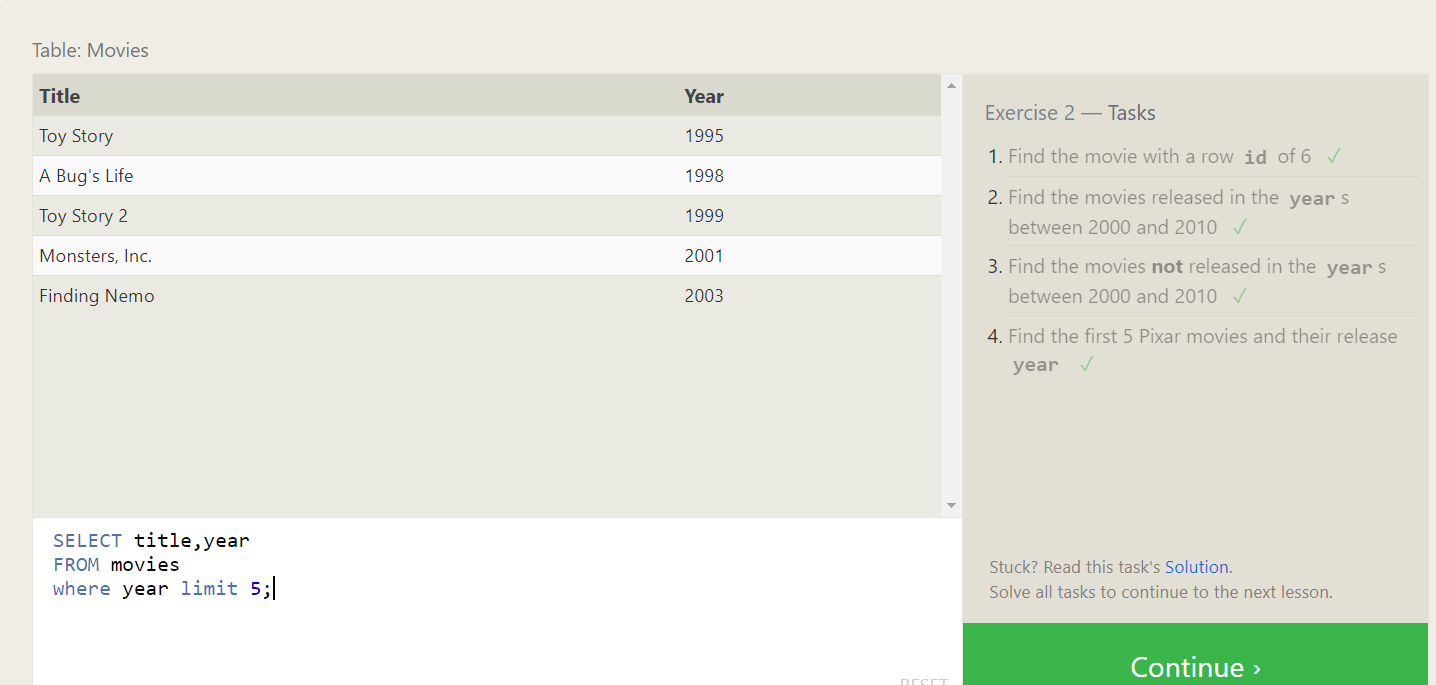 Table: Movies
Title Year
Toy Story 1995
A Bug's Life 1998
Toy Story 2 1999
Monsters, Inc. 2001
Finding Nemo 2003
SELECT title,year
FROM movies
where year limit 5;
RESET
Exercise 2 — Tasks
1. Find the movie with a row id of 6 ✓
2. Find the movies released in the year s
between 2000 and 2010 ✓
3. Find the movies not released in the year s
between 2000 and 2010 ✓
4. Find the first 5 Pixar movies and their release
year ✓
Stuck? Read this task's Solution.
Solve all tasks to continue to the next lesson.
Continue ›